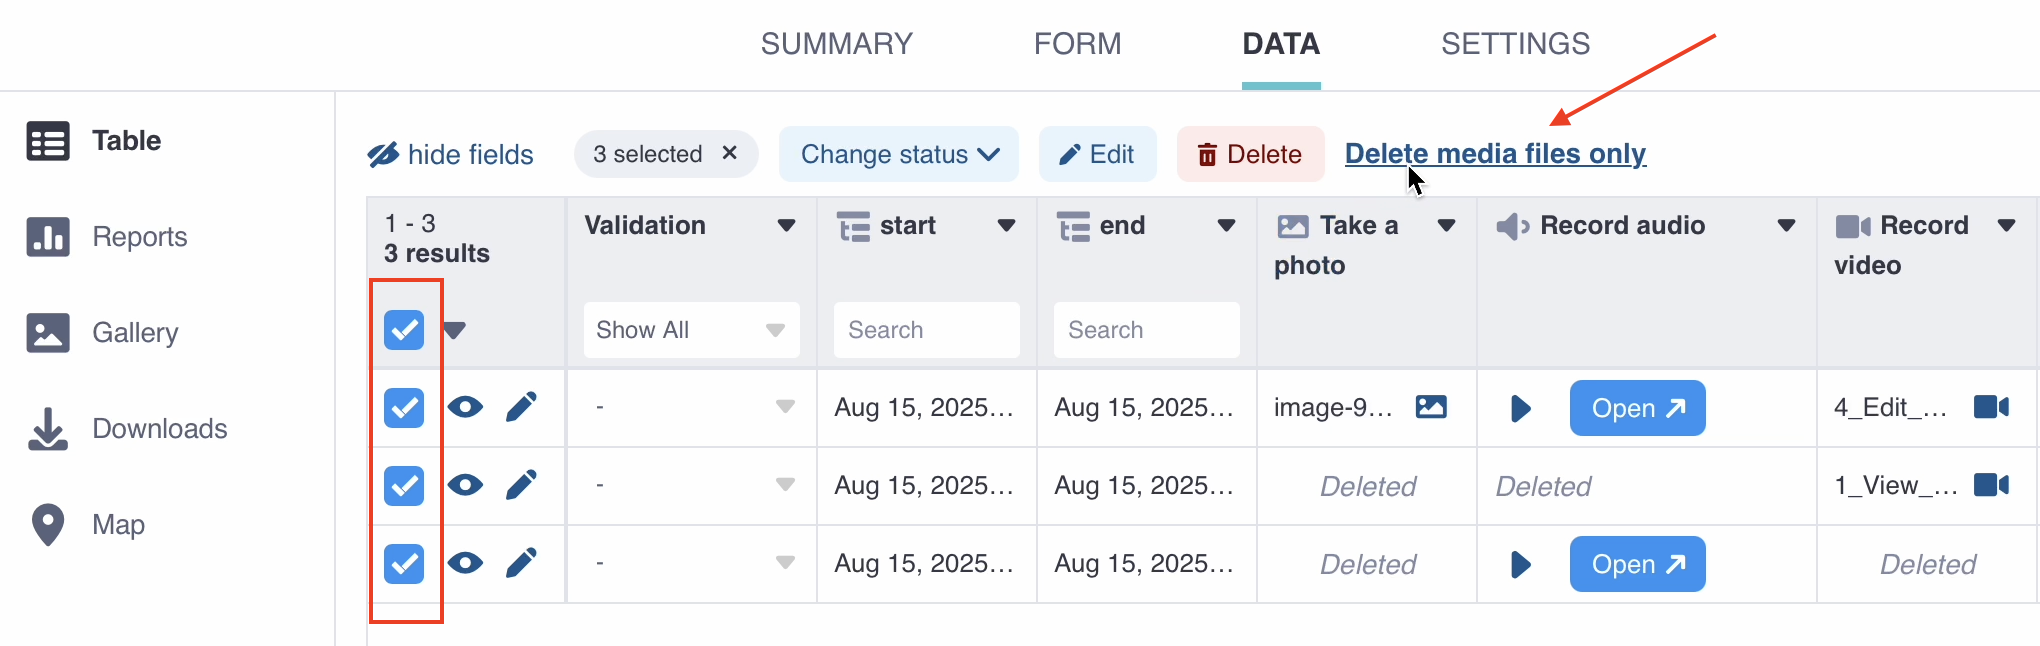 SUMMARY FORM DATA SETTINGS
Table
Reports
Gallery
Downloads
Map
hide fields 3 selected × Change status Edit Delete Delete media files only
1 - 3
3 results
Validation
start
end
Take a
photo
Record audio
Record
video
Show All Search Search
- Aug 15, 2025... Aug 15, 2025... image-9... Open 4_Edit_...
- Aug 15, 2025... Aug 15, 2025... Deleted Deleted 1_View_...
- Aug 15, 2025... Aug 15, 2025... Deleted Open Deleted